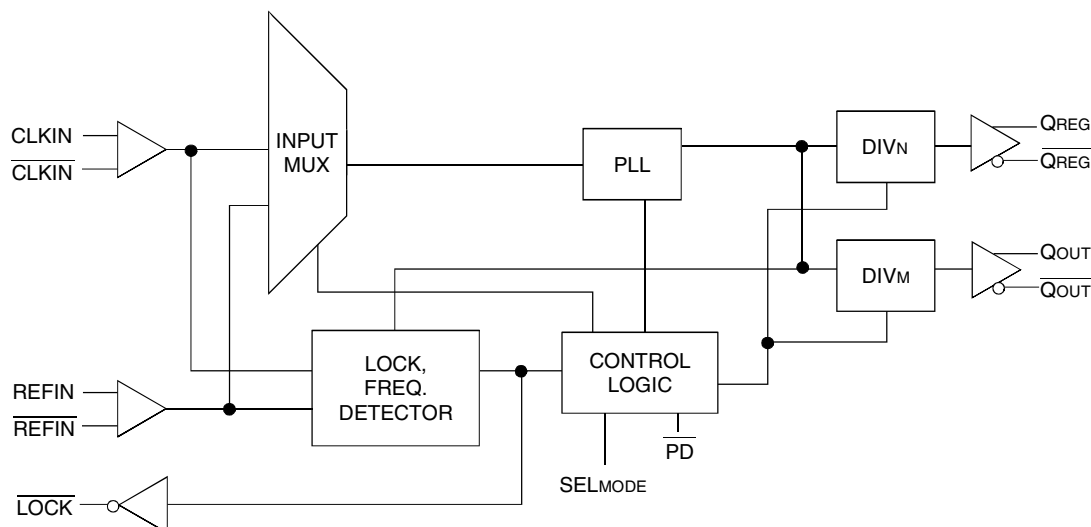 CLKIN
CLKIN
INPUT
MUX
PLL
DIVN
QREG
QREG
DIVM
QOUT
QOUT
REFIN
REFIN
LOCK,
FREQ.
DETECTOR
CONTROL
LOGIC
PD
SELMODE
LOCK